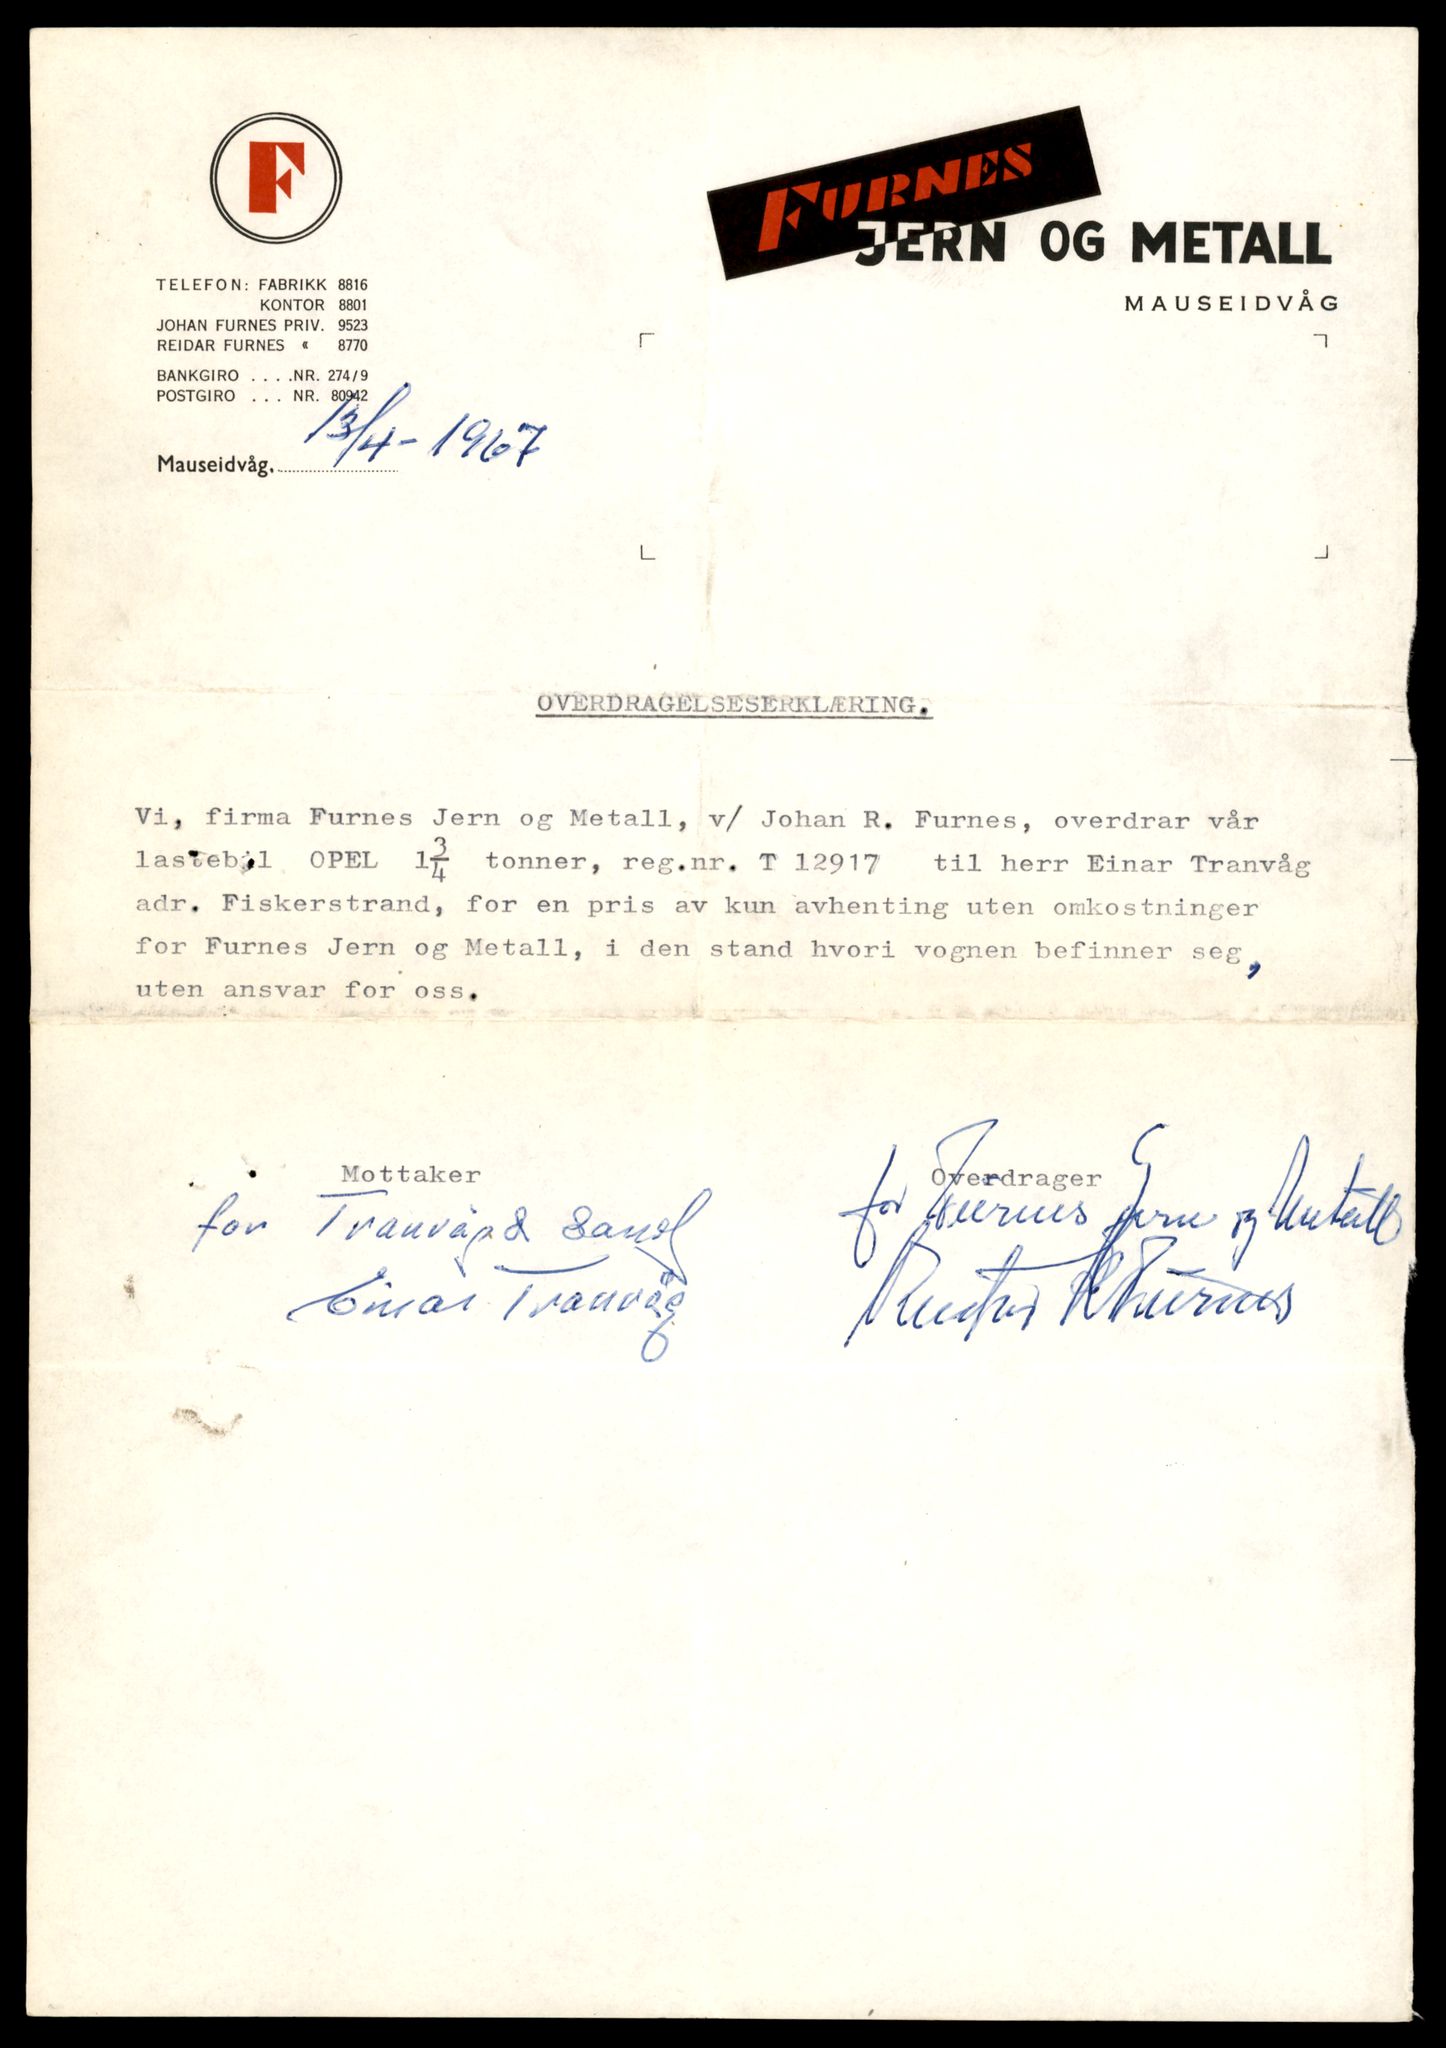 F
TELEFON: FABRIKK 8816
KONTOR 8801
JOHAN FURNES PRIV. 9523
REIDAR FURNES « 8770
BANKGIRO . . . .NR. 274/9
POSTGIRO . . . NR. 80942
Mauseidvåg, 13/4 - 1967
FURNES
JERN OG METALL
MAUSEIDVÅG
OVERDRAGELSESERKLÆRING.
Vi, firma Furnes Jern og Metall, v/ Johan R. Furnes, overdrar vår
lastebil OPEL 1 3/4 tonner, reg.nr. T 12917 til herr Einar Tranvåg
adr. Fiskerstrand, for en pris av kun avhenting uten omkostninger
for Furnes Jern og Metall, i den stand hvori vognen befinner seg,
uten ansvar for oss.
Mottaker
for Tranvåg &
Einar Tranvåg
Overdrager
for Furnes Jern og Metall
Furnes